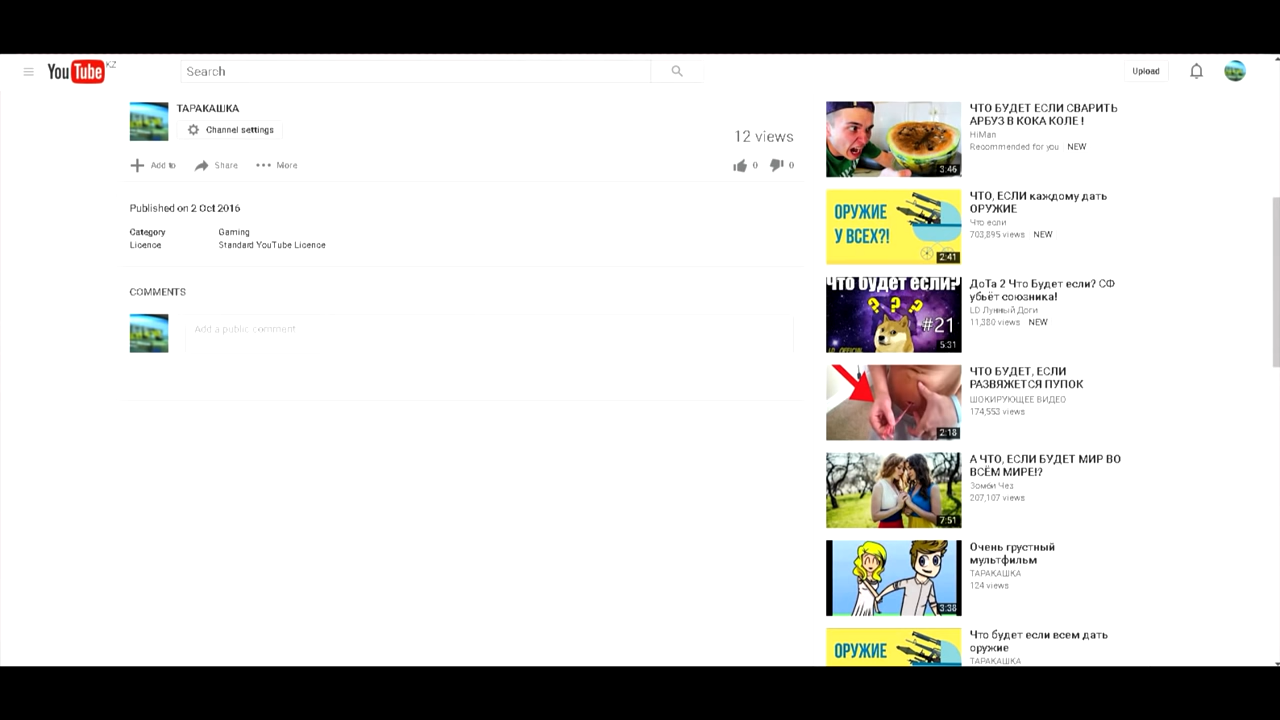 YouTube KZ
Search
Upload
ТАРАКАШКА
Channel settings
12 views
Add to
Share
More
0
0
Published on 2 Oct 2016
Category Gaming
Licence Standard YouTube Licence
COMMENTS
Add a public comment
3:46
ЧТО БУДЕТ ЕСЛИ СВАРИТЬ
АРБУЗ В КОКА КОЛЕ !
HiMan
Recommended for you NEW
ОРУЖИЕ
У ВСЕХ?!
2:41
ЧТО, ЕСЛИ каждому дать
ОРУЖИЕ
Что если
703,895 views NEW
Что будет если?
? ? ?
#21
5:31
ДоТа 2 Что Будет если? СФ
убьёт союзника!
LD Лунный Доги
11,380 views NEW
2:18
ЧТО БУДЕТ, ЕСЛИ
РАЗВЯЖЕТСЯ ПУПОК
ШОКИРУЮЩЕЕ ВИДЕО
174,553 views
7:51
А ЧТО, ЕСЛИ БУДЕТ МИР ВО
ВСЁМ МИРЕ!?
Зомби Чез
207,107 views
3:38
Очень грустный
мультфильм
ТАРАКАШКА
124 views
ОРУЖИЕ
Что будет если всем дать
оружие
ТАРАКАШКА